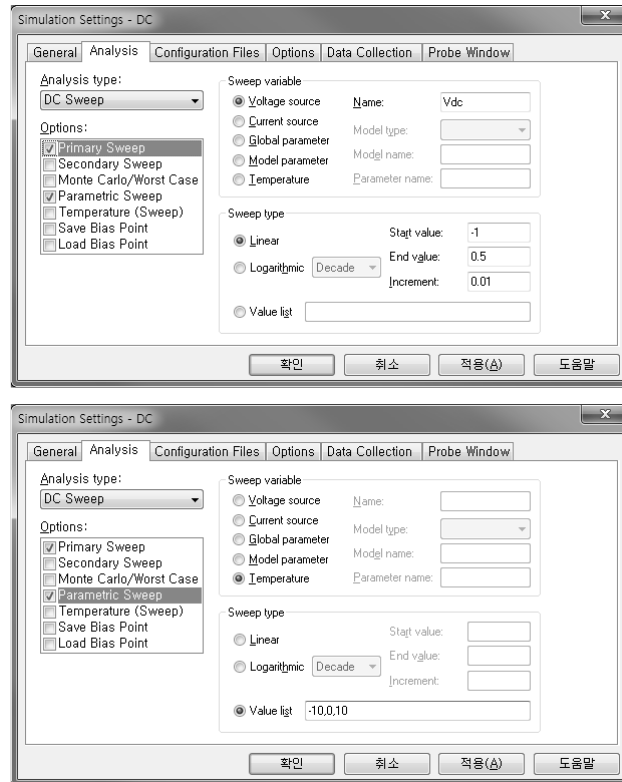 Simulation Settings - DC
General Analysis Configuration Files Options Data Collection Probe Window
Analysis type:
DC Sweep
Options:
Primary Sweep
Secondary Sweep
Monte Carlo/Worst Case
Parametric Sweep
Temperature (Sweep)
Save Bias Point
Load Bias Point
Sweep variable
Voltage source
Current source
Global parameter
Model parameter
Temperature
Name: Vdc
Model type:
Model name:
Parameter name:
Sweep type
Linear
Logarithmic Decade
Start value: -1
End value: 0.5
Increment: 0.01
Value list
확인 취소 적용(A) 도움말
Simulation Settings - DC
General Analysis Configuration Files Options Data Collection Probe Window
Analysis type:
DC Sweep
Options:
Primary Sweep
Secondary Sweep
Monte Carlo/Worst Case
Parametric Sweep
Temperature (Sweep)
Save Bias Point
Load Bias Point
Sweep variable
Voltage source
Current source
Global parameter
Model parameter
Temperature
Name:
Model type:
Model name:
Parameter name:
Sweep type
Linear
Logarithmic Decade
Start value:
End value:
Increment:
Value list -10,0,10
확인 취소 적용(A) 도움말